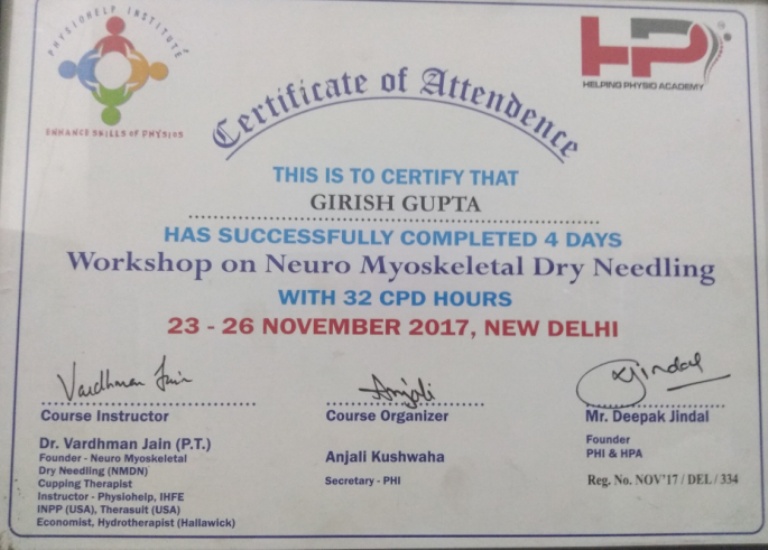 PHYSIOHELP INSTITUTE
ENHANCE SKILLS OF PHYSIOS
HP
HELPING PHYSIO ACADEMY
Certificate of Attendence
THIS IS TO CERTIFY THAT
GIRISH GUPTA
HAS SUCCESSFULLY COMPLETED 4 DAYS
Workshop on Neuro Myoskeletal Dry Needling
WITH 32 CPD HOURS
23 - 26 NOVEMBER 2017, NEW DELHI
Vardhman Jain
Course Instructor
Dr. Vardhman Jain (P.T.)
Founder - Neuro Myoskeletal
Dry Needling (NMDN)
Cupping Therapist
Instructor - Physiohelp, IHFE
INPP (USA), Therasuit (USA)
Economist, Hydrotherapist (Hallawick)
Anjali
Course Organizer
Anjali Kushwaha
Secretary - PHI
Jindal
Mr. Deepak Jindal
Founder
PHI & HPA
Reg. No. NOV'17 / DEL / 334